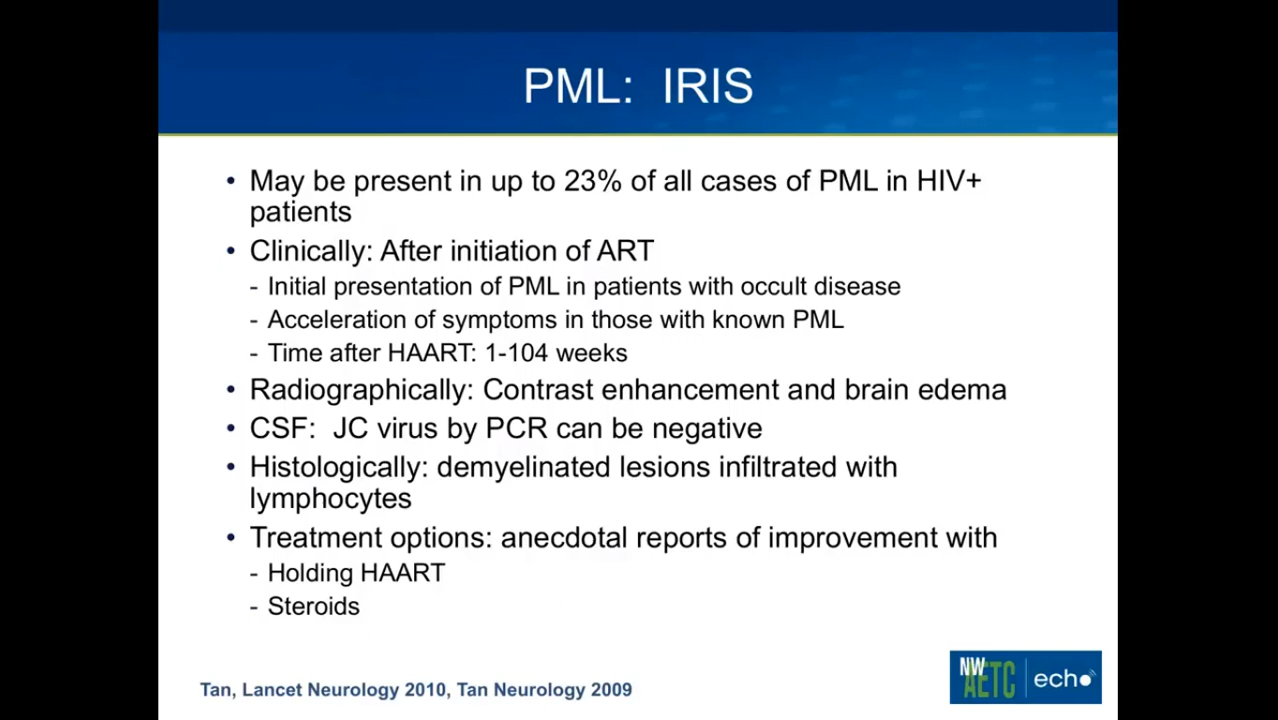 PML: IRIS
• May be present in up to 23% of all cases of PML in HIV+
patients
• Clinically: After initiation of ART
- Initial presentation of PML in patients with occult disease
- Acceleration of symptoms in those with known PML
- Time after HAART: 1-104 weeks
• Radiographically: Contrast enhancement and brain edema
• CSF: JC virus by PCR can be negative
• Histologically: demyelinated lesions infiltrated with
lymphocytes
• Treatment options: anecdotal reports of improvement with
- Holding HAART
- Steroids
Tan, Lancet Neurology 2010, Tan Neurology 2009
NW
AETC
echo